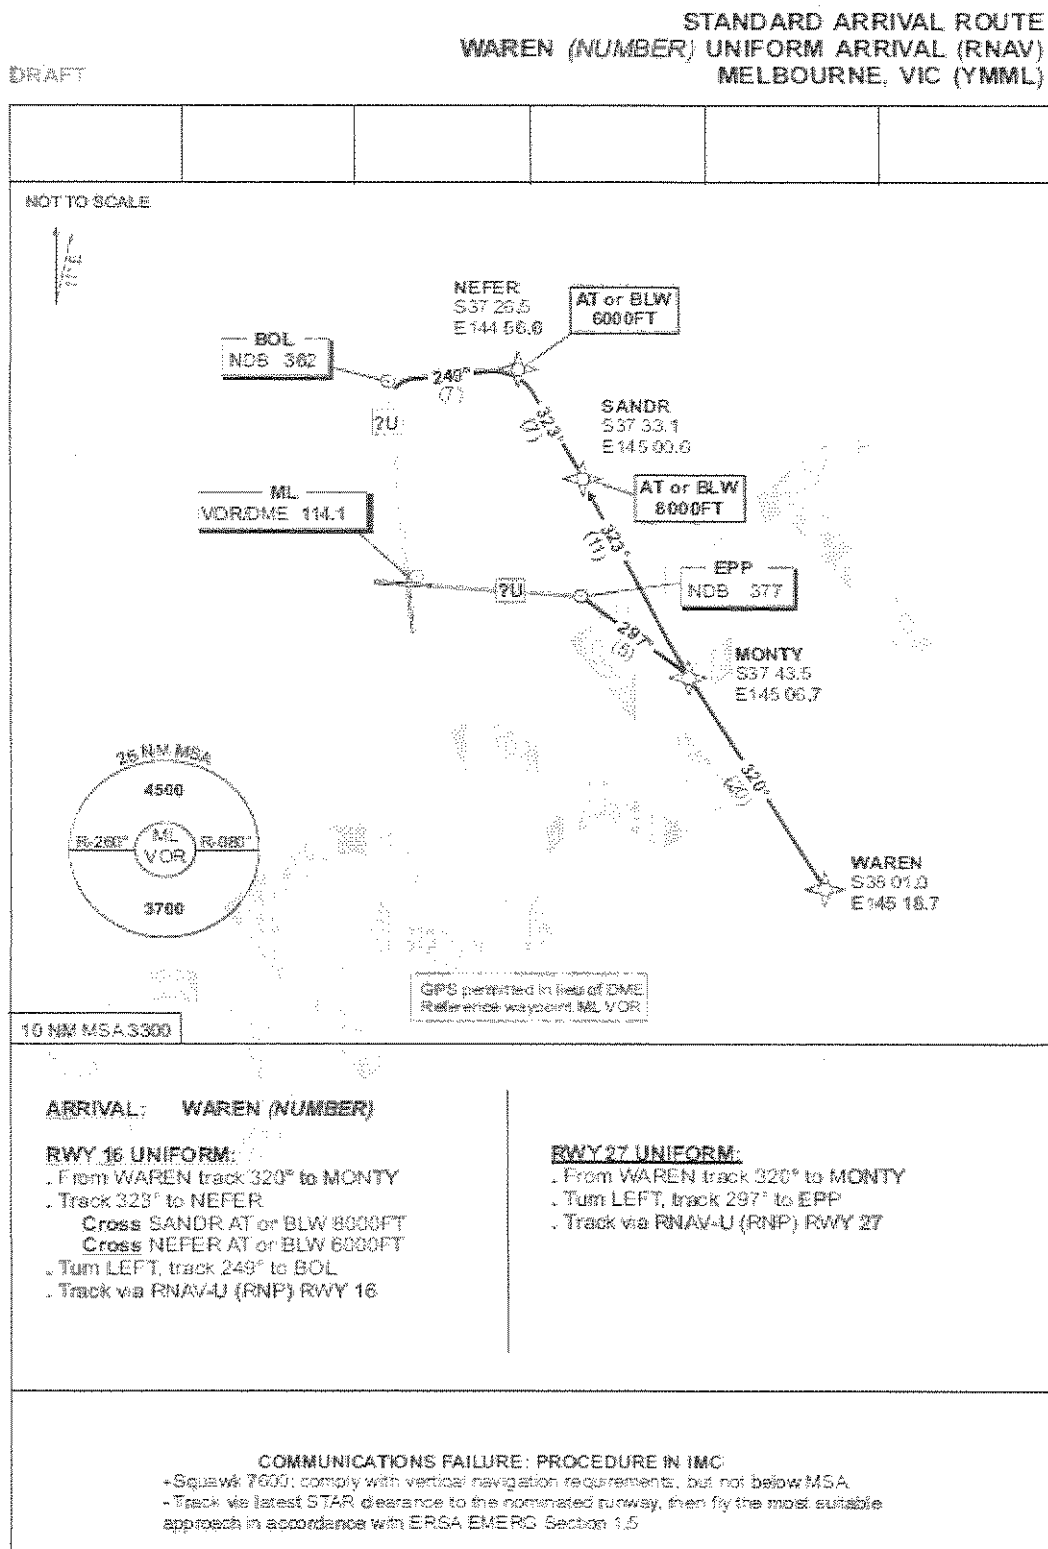 STANDARD ARRIVAL ROUTE
WAREN (NUMBER) UNIFORM ARRIVAL (RNAV)
DRAFT
MELBOURNE, VIC (YMML)
NOT TO SCALE
NEFER
S37 26.5
E144 56.6
AT or BLW
6000FT
BOL
NDB 362
249°
(7)
?U
323°
(7)
SANDR
S37 33.1
E145 00.6
AT or BLW
8000FT
ML
VOR/DME 114.1
323°
(11)
EPP
NDB 377
?U
297°
MONTY
S37 43.5
E145 06.7
320°
25 NM MSA
4500
R-260°
ML
VOR
R-080°
3700
WAREN
S38 01.0
E145 18.7
GPS permitted in lieu of DME
Reference waypoint ML VOR
10 NM MSA 3300
ARRIVAL: WAREN (NUMBER)
RWY 16 UNIFORM:
. From WAREN track 320° to MONTY
. Track 323° to NEFER
Cross SANDR AT or BLW 8000FT
Cross NEFER AT or BLW 6000FT
. Turn LEFT, track 249° to BOL
. Track via RNAV-U (RNP) RWY 16
RWY 27 UNIFORM:
. From WAREN track 320° to MONTY
. Turn LEFT, track 297° to EPP
. Track via RNAV-U (RNP) RWY 27
COMMUNICATIONS FAILURE: PROCEDURE IN IMC
-Squawk 7600; comply with vertical navigation requirements, but not below MSA
-Track via latest STAR clearance to the nominated runway, then fly the most suitable
approach in accordance with ERSA EMERG Section 1.5